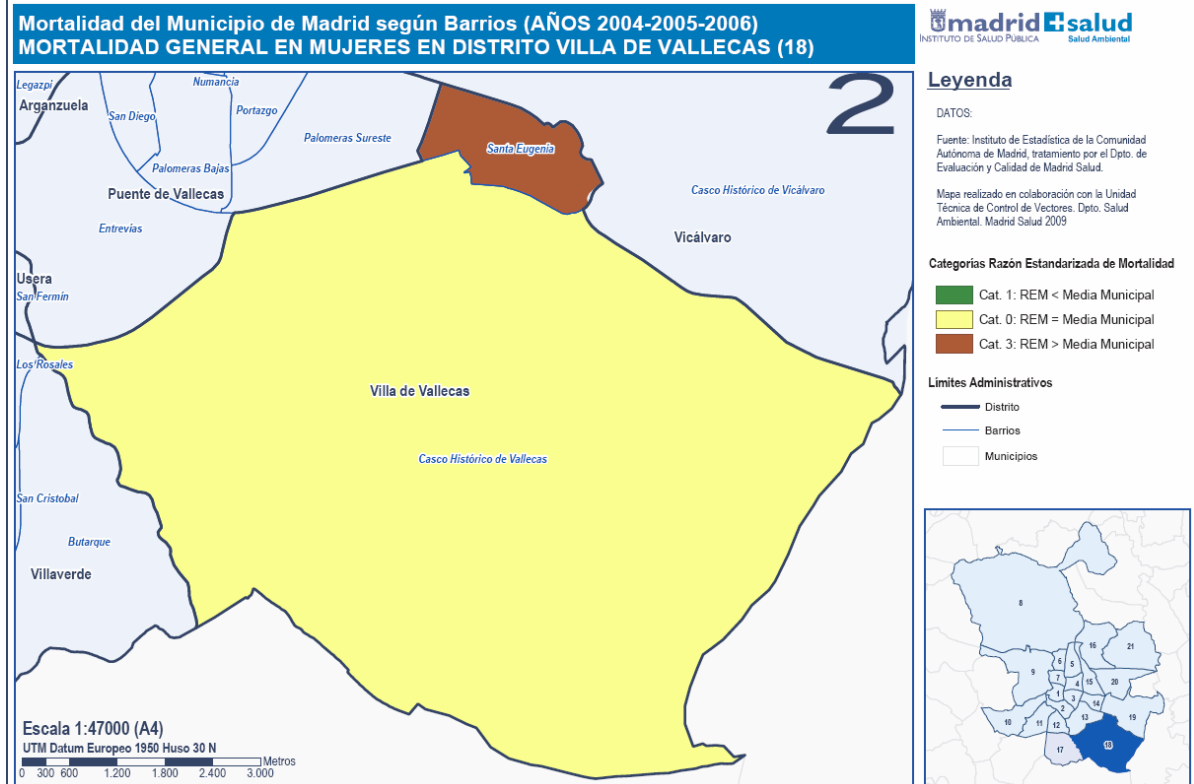 Mortalidad del Municipio de Madrid según Barrios (AÑOS 2004-2005-2006)
MORTALIDAD GENERAL EN MUJERES EN DISTRITO VILLA DE VALLECAS (18)
madrid salud
INSTITUTO DE SALUD PÚBLICA
Salud Ambiental
2
Legazpi
Arganzuela
San Diego
Numancia
Portazgo
Palomeras Sureste
Palomeras Bajas
Puente de Vallecas
Entrevías
Santa Eugenia
Casco Histórico de Vicálvaro
Vicálvaro
Usera
San Fermín
Los Rosales
Villa de Vallecas
Casco Histórico de Vallecas
San Cristobal
Butarque
Villaverde
Escala 1:47000 (A4)
UTM Datum Europeo 1950 Huso 30 N
Metros
0 300 600 1.200 1.800 2.400 3.000
Leyenda
DATOS:
Fuente: Instituto de Estadística de la Comunidad
Autónoma de Madrid, tratamiento por el Dpto. de
Evaluación y Calidad de Madrid Salud.
Mapa realizado en colaboración con la Unidad
Técnica de Control de Vectores. Dpto. Salud
Ambiental. Madrid Salud 2009
Categorías Razón Estandarizada de Mortalidad
Cat. 1: REM < Media Municipal
Cat. 0: REM = Media Municipal
Cat. 3: REM > Media Municipal
Límites Administrativos
Distrito
Barrios
Municipios
8
16
21
9
6
5
7
4
15
20
1
3
14
2
10
11
12
13
19
17
18